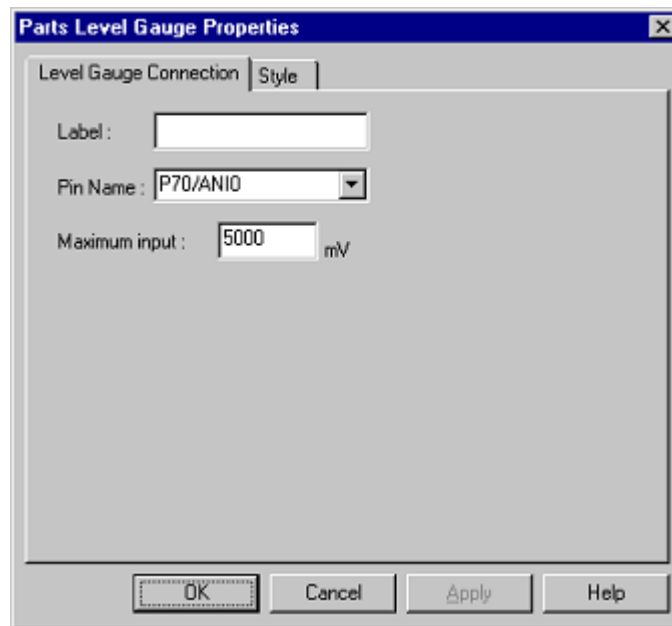 Parts Level Gauge Properties
Level Gauge Connection Style
Label :
Pin Name : P70/ANI0
Maximum input : 5000 mV
OK Cancel Apply Help